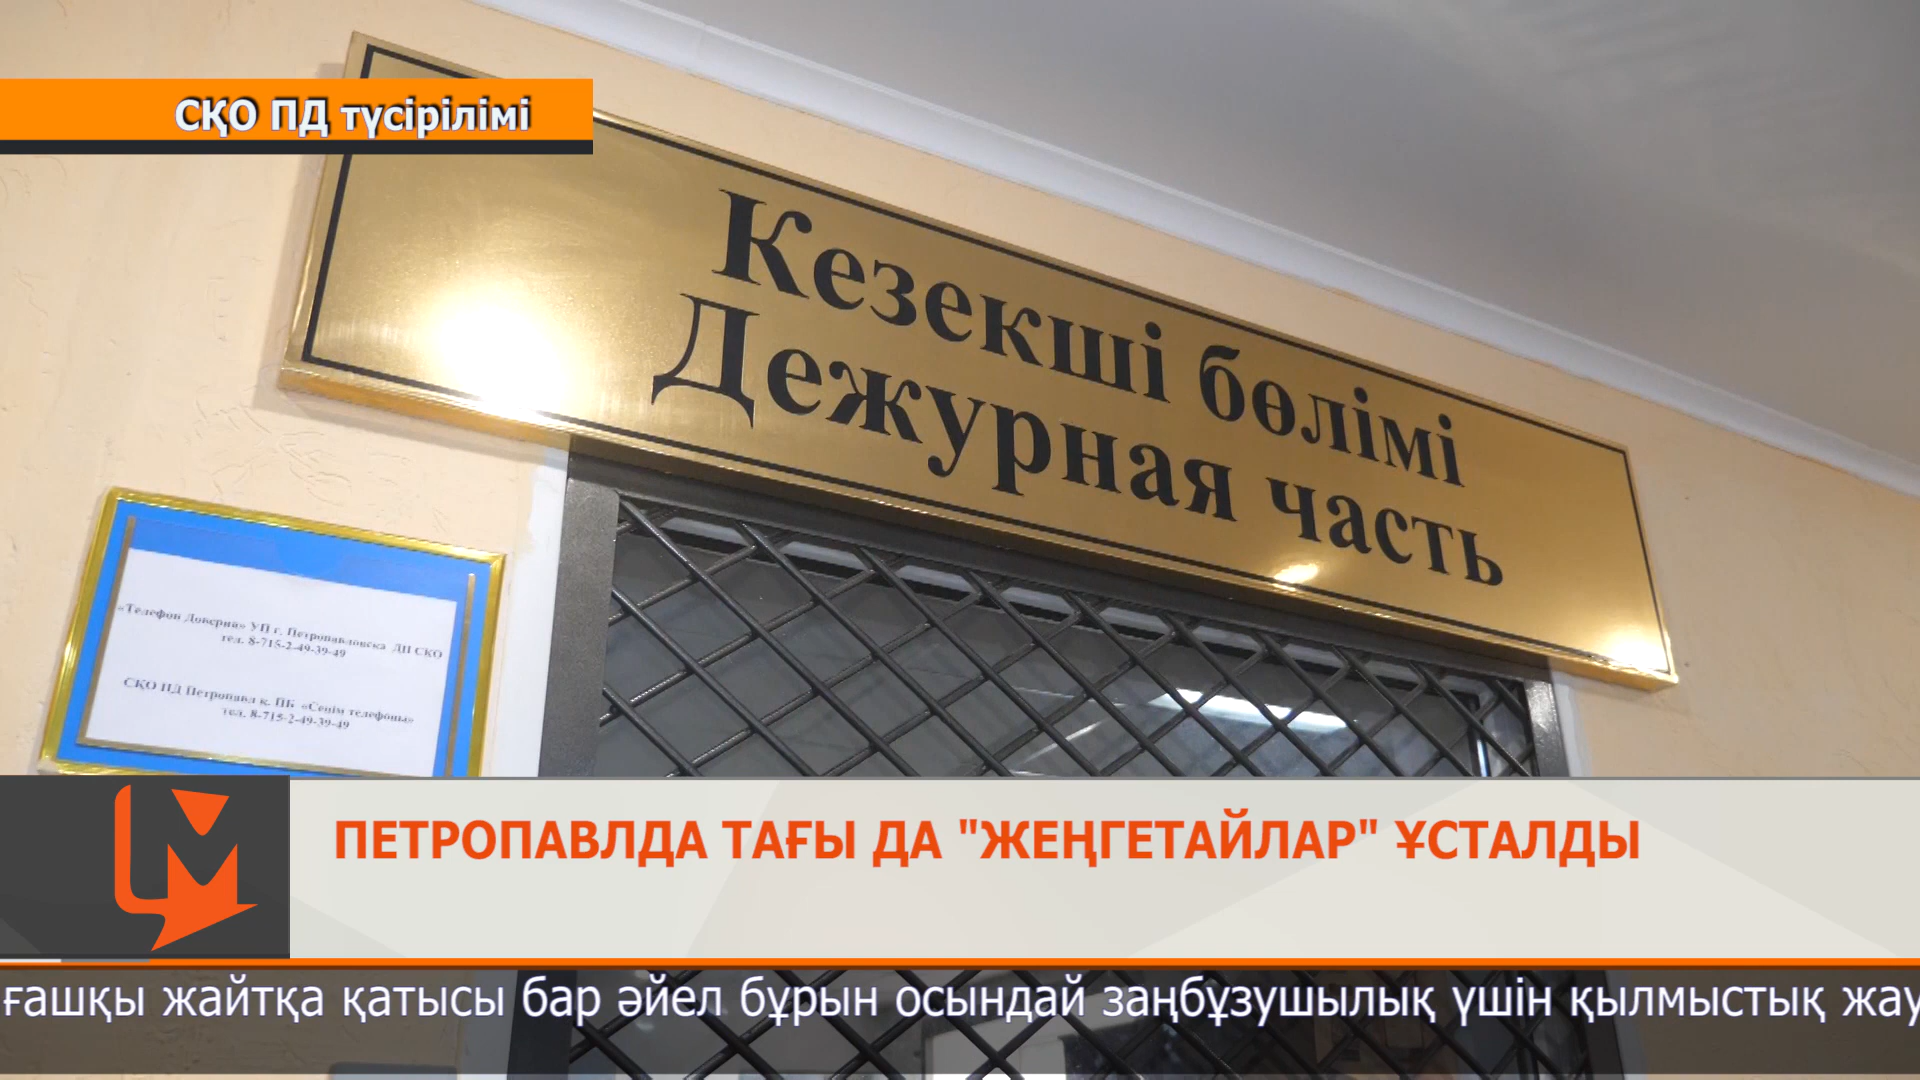 СҚО ПД түсірілімі
Кезекші бөлімі
Дежурная часть
«Телефон Доверия» УП г. Петропавловска ДП СКО
тел. 8-715-2-49-39-49
СҚО ПД Петропавл қ. ПБ «Сенім телефоны»
тел. 8-715-2-49-39-49
ПЕТРОПАВЛДА ТАҒЫ ДА "ЖЕҢГЕТАЙЛАР" ҰСТАЛДЫ
ғашқы жайтқа қатысы бар әйел бұрын осындай заңбұзушылық үшін қылмыстық жау